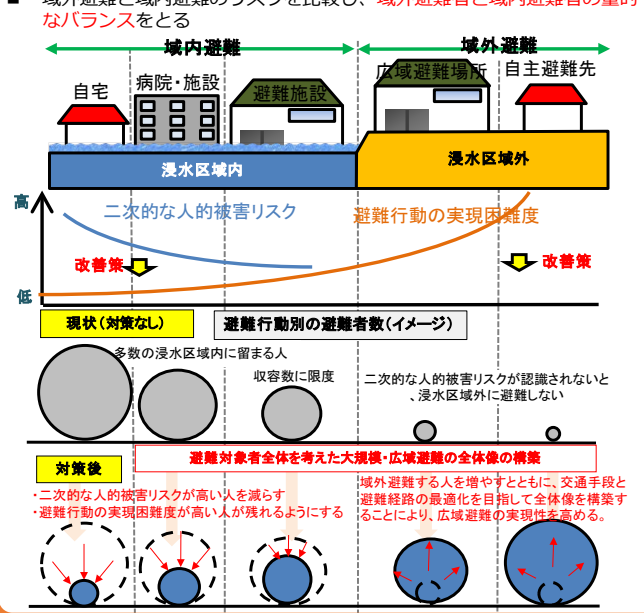 ■ 域外避難と域内避難のリスクを比較し、域外避難者と域内避難者の量的
なバランスをとる
域内避難
域外避難
自宅
病院・施設
避難施設
広域避難場所
自主避難先
浸水区域内
浸水区域外
高
二次的な人的被害リスク
避難行動の実現困難度
改善策
改善策
低
現状(対策なし)
避難行動別の避難者数(イメージ)
多数の浸水区域内に留まる人
収容数に限度
二次的な人的被害リスクが認識されないと
、浸水区域外に避難しない
避難対象者全体を考えた大規模・広域避難の全体像の構築
対策後
・二次的な人的被害リスクが高い人を減らす
・避難行動の実現困難度が高い人が残れるようにする
域外避難する人を増やすとともに、交通手段と
避難経路の最適化を目指して全体像を構築す
ることにより、広域避難の実現性を高める。